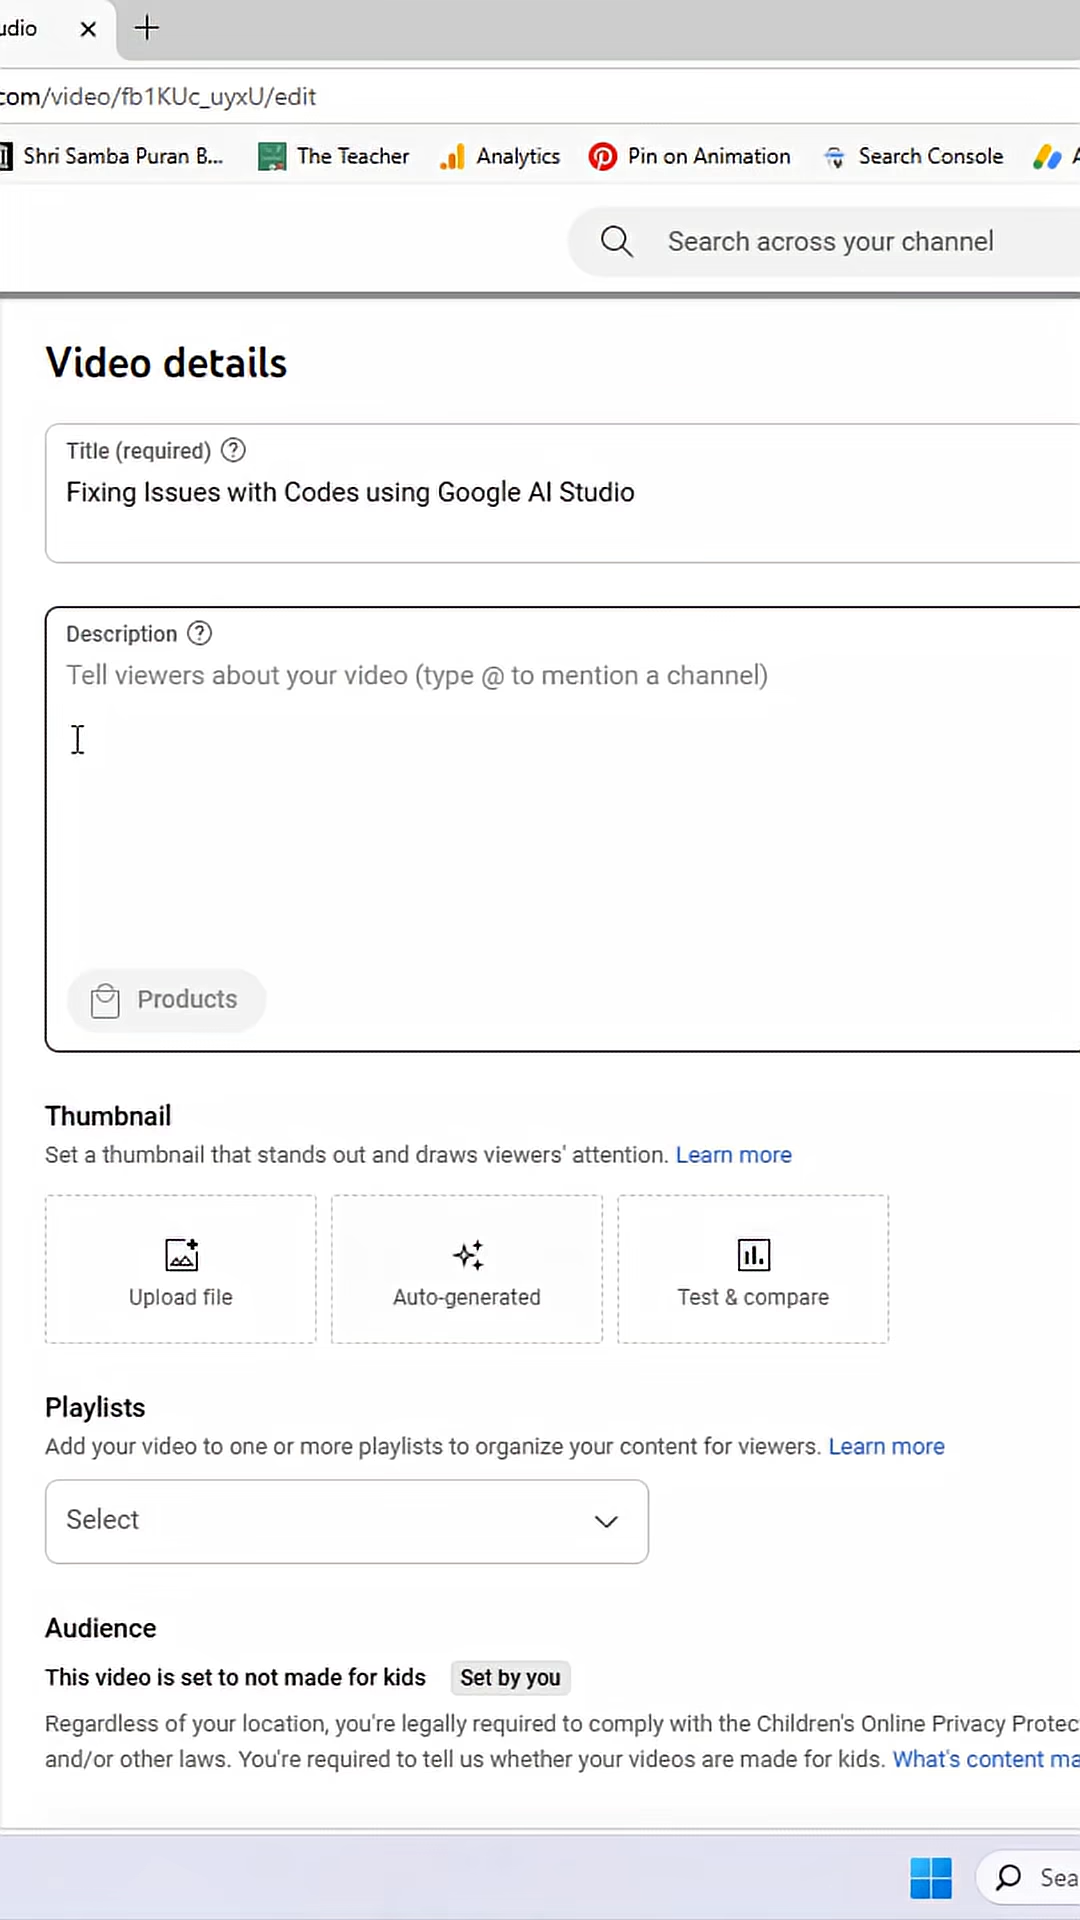 udio
com/video/fb1KUc_uyxU/edit
Shri Samba Puran B... The Teacher Analytics Pin on Animation Search Console A
Search across your channel
Video details
Title (required)
Fixing Issues with Codes using Google AI Studio
Description
Tell viewers about your video (type @ to mention a channel)
Products
Thumbnail
Set a thumbnail that stands out and draws viewers' attention. Learn more
Upload file Auto-generated Test & compare
Playlists
Add your video to one or more playlists to organize your content for viewers. Learn more
Select
Audience
This video is set to not made for kids Set by you
Regardless of your location, you're legally required to comply with the Children's Online Privacy Protec
and/or other laws. You're required to tell us whether your videos are made for kids. What's content ma
Sea